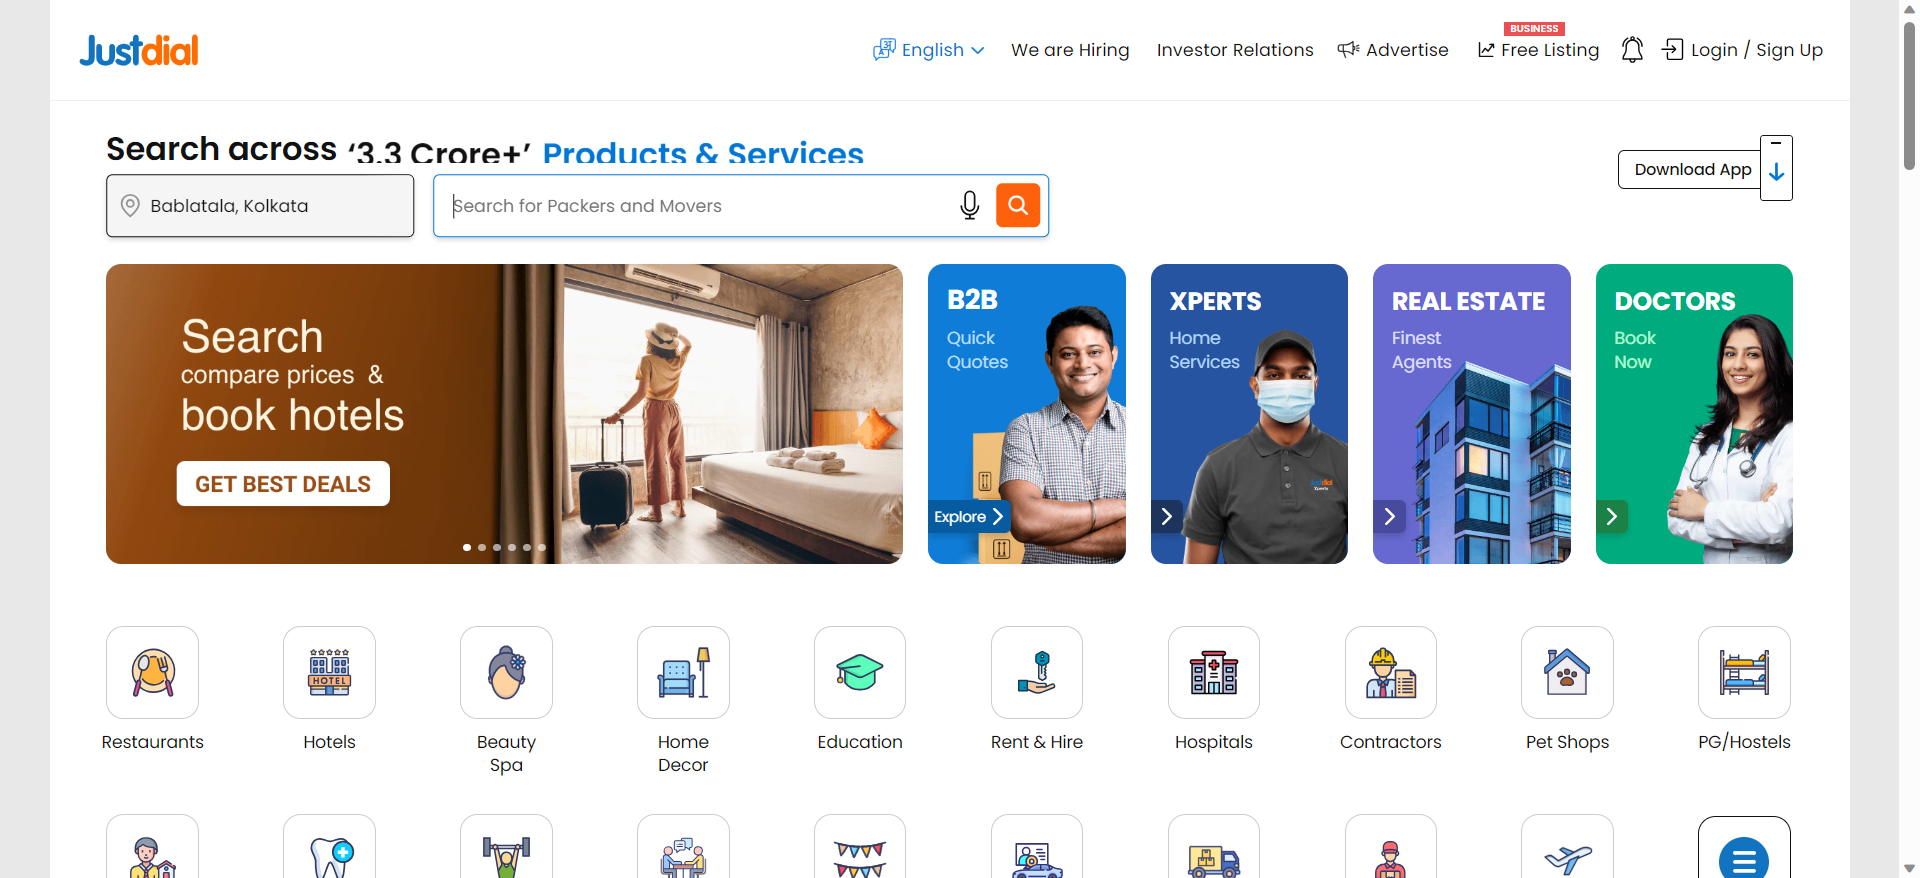 Justdial
English
We are Hiring
Investor Relations
Advertise
BUSINESS
Free Listing
Login / Sign Up
Search across ‘3.3 Crore+’ Products & Services
Download App
Bablatala, Kolkata
Search for Packers and Movers
Search
compare prices &
book hotels
GET BEST DEALS
B2B
Quick
Quotes
Explore
XPERTS
Home
Services
Justdial
Xperts
REAL ESTATE
Finest
Agents
DOCTORS
Book
Now
HOTEL
Restaurants
Hotels
Beauty
Spa
Home
Decor
Education
Rent & Hire
Hospitals
Contractors
Pet Shops
PG/Hostels